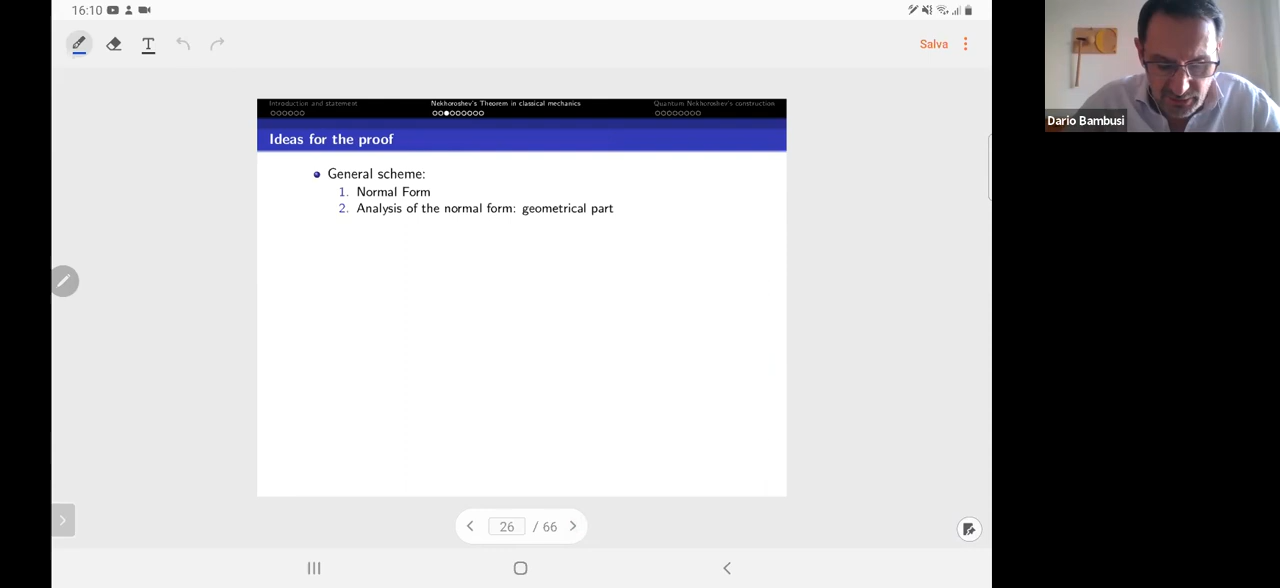 16:10
Salva
Introduction and statement
Nekhoroshev's Theorem in classical mechanics
Quantum Nekhoroshev's construction
Ideas for the proof
General scheme:
1. Normal Form
2. Analysis of the normal form: geometrical part
26 / 66
Dario Bambusi